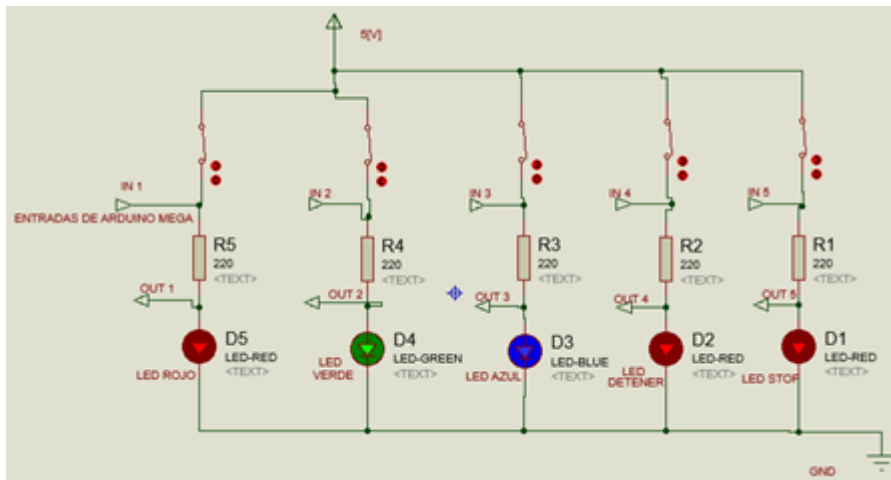 5[V]
IN 1
IN 2
IN 3
IN 4
IN 5
ENTRADAS DE ARDUINO MEGA
R5
220
<TEXT>
R4
220
<TEXT>
R3
220
<TEXT>
R2
220
<TEXT>
R1
220
<TEXT>
OUT 1
OUT 2
OUT 3
OUT 4
OUT 5
D5
LED-RED
<TEXT>
LED ROJO
D4
LED-GREEN
<TEXT>
LED
VERDE
D3
LED-BLUE
<TEXT>
LED AZUL
D2
LED-RED
<TEXT>
LED
DETENER
D1
LED-RED
<TEXT>
LED STOP
GND